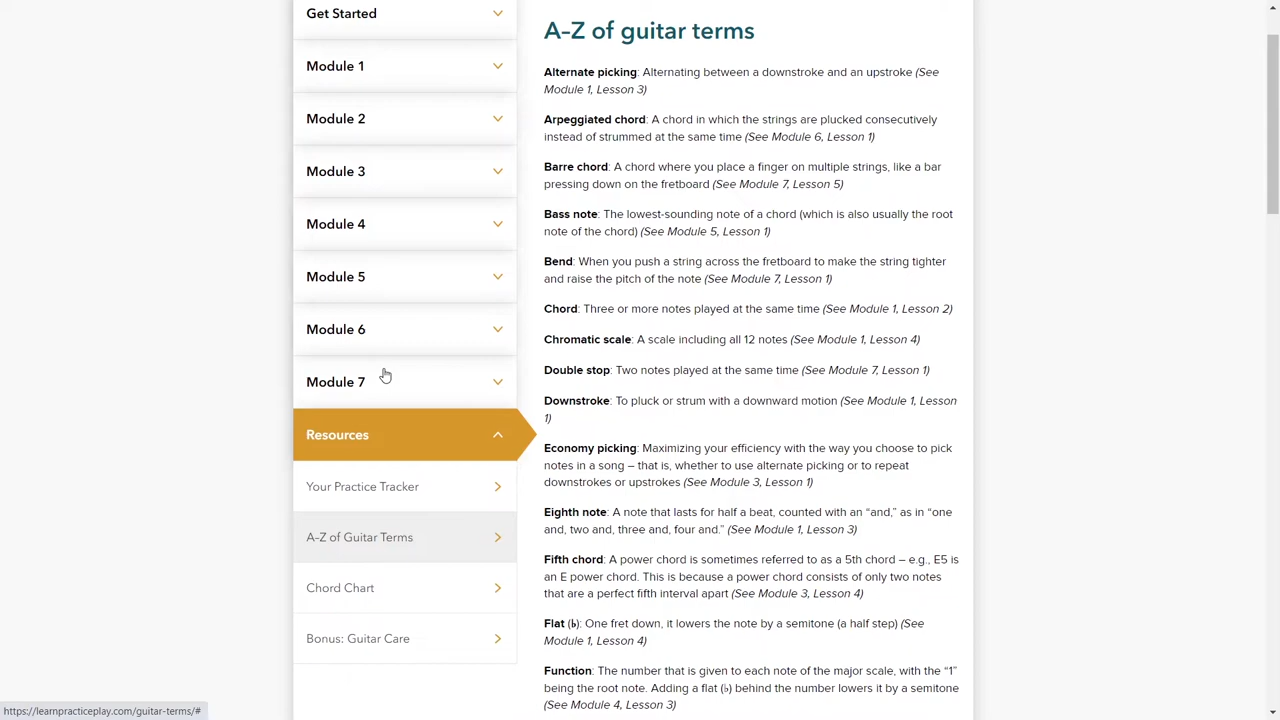 Get Started
Module 1
Module 2
Module 3
Module 4
Module 5
Module 6
Module 7
Resources
Your Practice Tracker
A–Z of Guitar Terms
Chord Chart
Bonus: Guitar Care
A–Z of guitar terms
Alternate picking: Alternating between a downstroke and an upstroke (See
Module 1, Lesson 3)
Arpeggiated chord: A chord in which the strings are plucked consecutively
instead of strummed at the same time (See Module 6, Lesson 1)
Barre chord: A chord where you place a finger on multiple strings, like a bar
pressing down on the fretboard (See Module 7, Lesson 5)
Bass note: The lowest-sounding note of a chord (which is also usually the root
note of the chord) (See Module 5, Lesson 1)
Bend: When you push a string across the fretboard to make the string tighter
and raise the pitch of the note (See Module 7, Lesson 1)
Chord: Three or more notes played at the same time (See Module 1, Lesson 2)
Chromatic scale: A scale including all 12 notes (See Module 1, Lesson 4)
Double stop: Two notes played at the same time (See Module 7, Lesson 1)
Downstroke: To pluck or strum with a downward motion (See Module 1, Lesson
1)
Economy picking: Maximizing your efficiency with the way you choose to pick
notes in a song – that is, whether to use alternate picking or to repeat
downstrokes or upstrokes (See Module 3, Lesson 1)
Eighth note: A note that lasts for half a beat, counted with an “and,” as in “one
and, two and, three and, four and.” (See Module 1, Lesson 3)
Fifth chord: A power chord is sometimes referred to as a 5th chord – e.g., E5 is
an E power chord. This is because a power chord consists of only two notes
that are a perfect fifth interval apart (See Module 3, Lesson 4)
Flat (♭): One fret down, it lowers the note by a semitone (a half step) (See
Module 1, Lesson 4)
Function: The number that is given to each note of the major scale, with the “1”
being the root note. Adding a flat (♭) behind the number lowers it by a semitone
(See Module 4, Lesson 3)
https://learnpracticeplay.com/guitar-terms/#